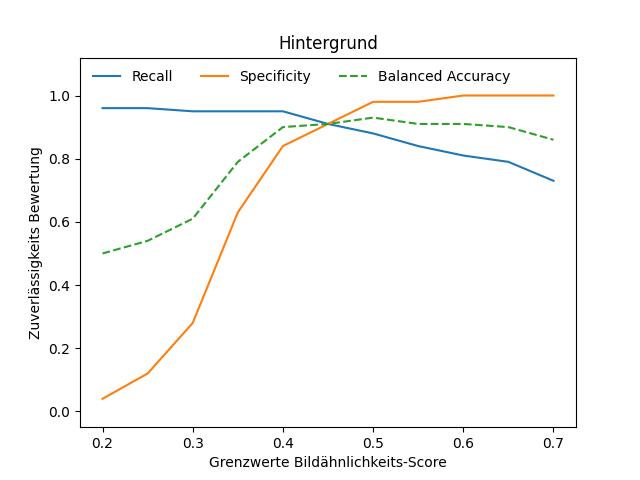 Hintergrund
Recall Specificity Balanced Accuracy
1.0
0.8
0.6
0.4
0.2
0.0
Zuverlässigkeits Bewertung
0.2 0.3 0.4 0.5 0.6 0.7
Grenzwerte Bildähnlichkeits-Score